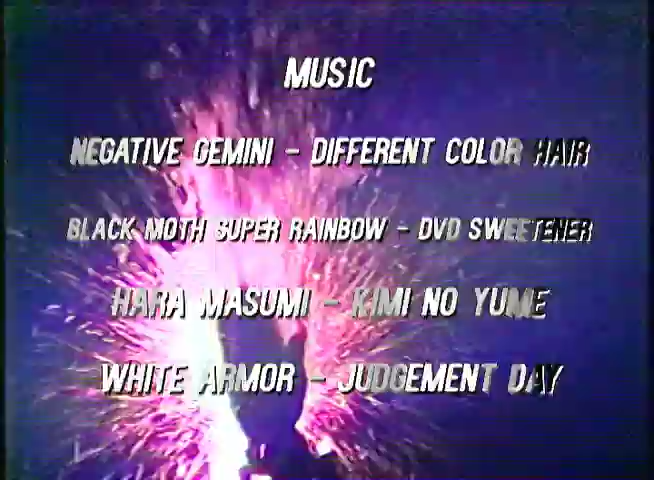 MUSIC
NEGATIVE GEMINI - DIFFERENT COLOR HAIR
BLACK MOTH SUPER RAINBOW - DVD SWEETENER
HARA MASUMI - KIMI NO YUME
WHITE ARMOR - JUDGEMENT DAY